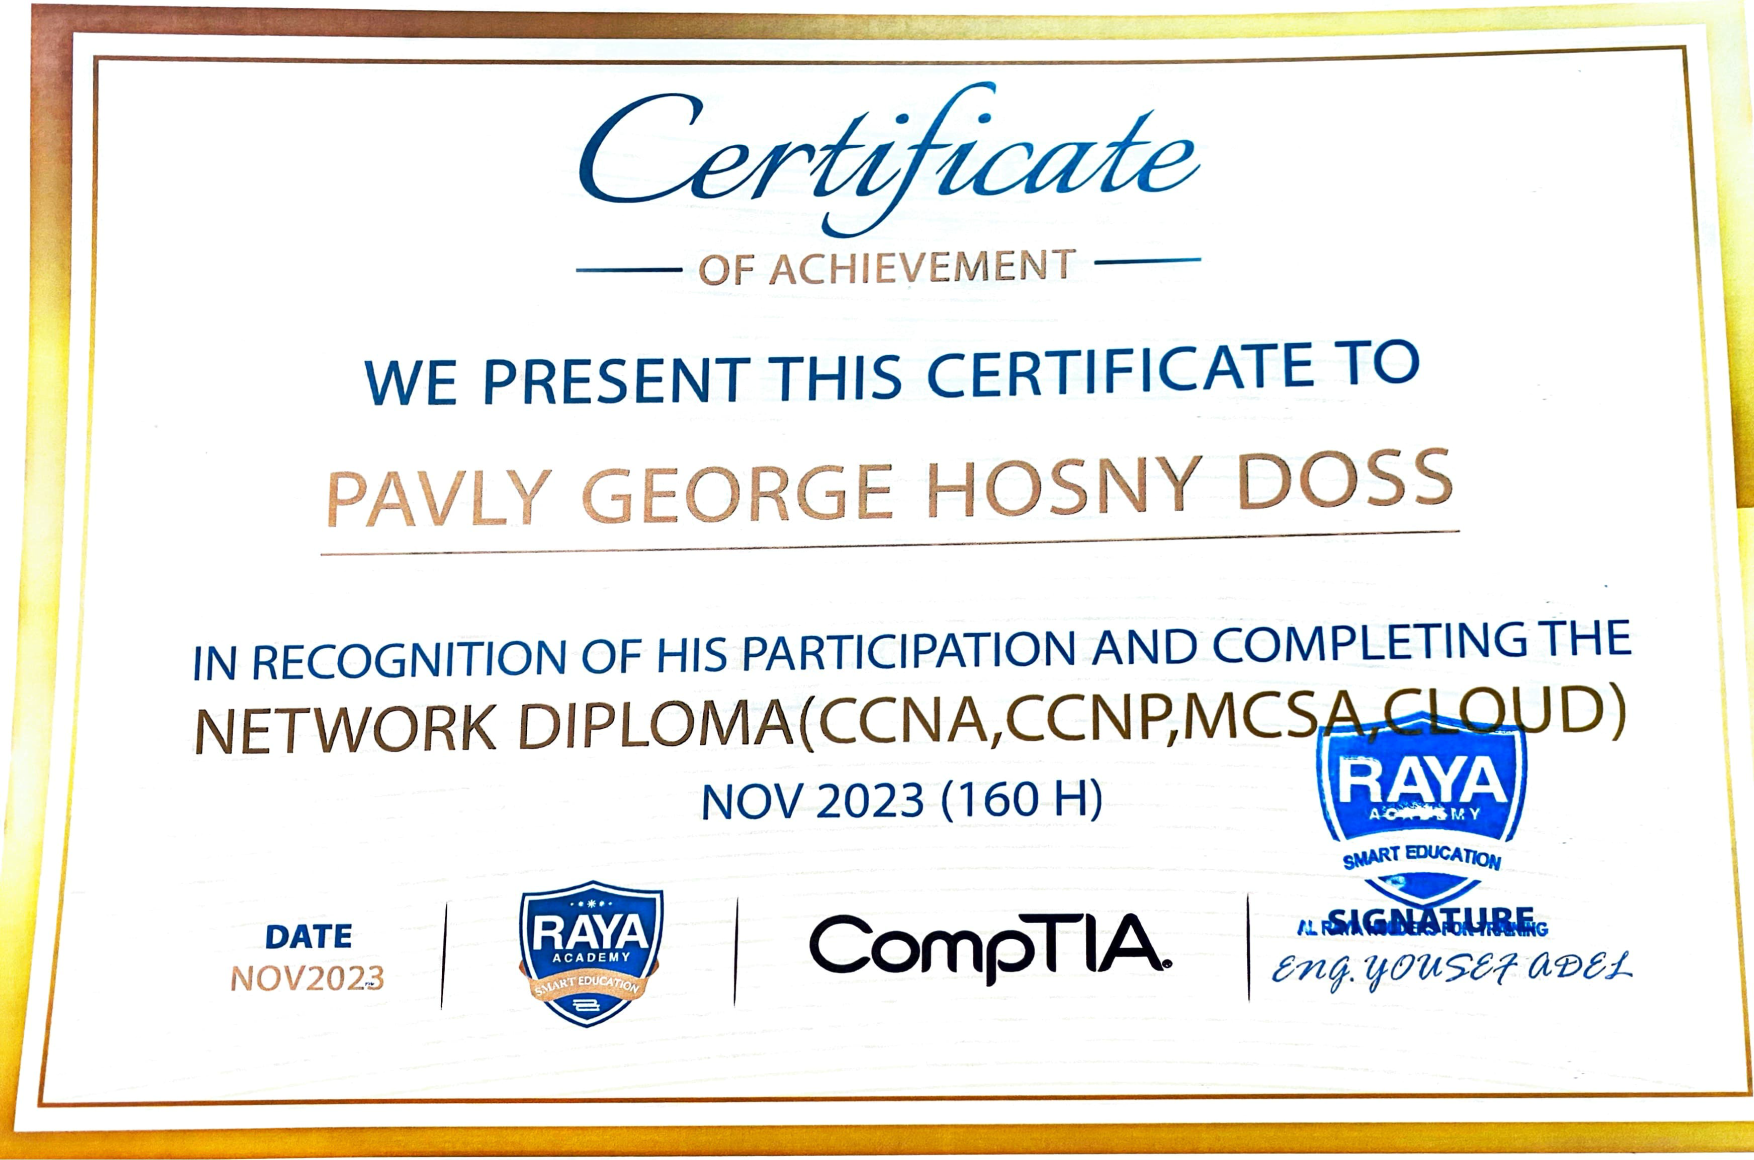 Certificate
OF ACHIEVEMENT
WE PRESENT THIS CERTIFICATE TO
PAVLY GEORGE HOSNY DOSS
IN RECOGNITION OF HIS PARTICIPATION AND COMPLETING THE
NETWORK DIPLOMA(CCNA,CCNP,MCSA,CLOUD)
NOV 2023 (160 H)
RAYA
ACADEMY
SMART EDUCATION
DATE
NOV2023
RAYA
ACADEMY
SMART EDUCATION
CompTIA.
SIGNATURE
AL RAYA FOR TRAINING
ENG. YOUSEF ADEL